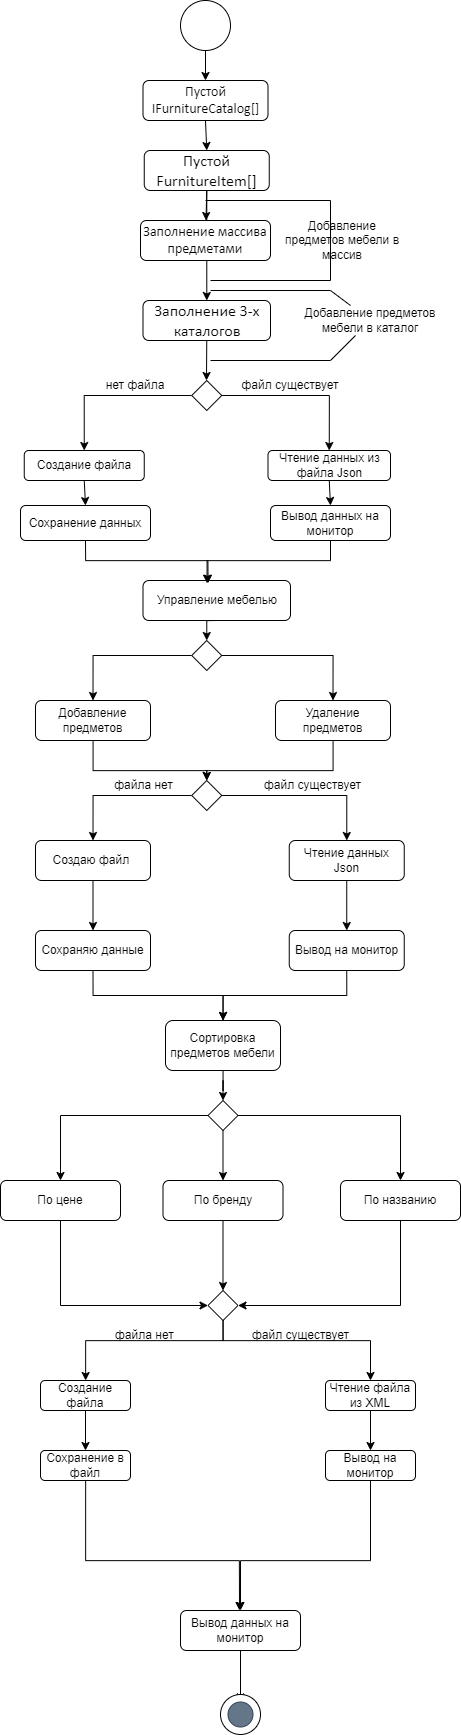 Пустой
IFurnitureCatalog[]
Пустой
FurnitureItem[]
Заполнение массива
предметами
Добавление
предметов мебели в
массив
Заполнение 3-х
каталогов
Добавление предметов
мебели в каталог
нет файла
файл существует
Создание файла
Чтение данных из
файла Json
Сохранение данных
Вывод данных на
монитор
Управление мебелью
Добавление
предметов
Удаление
предметов
файла нет
файл существует
Создаю файл
Чтение данных
Json
Сохраняю данные
Вывод на монитор
Сортировка
предметов мебели
По цене
По бренду
По названию
файла нет
файл существует
Создание
файла
Чтение файла
из XML
Сохранение в
файл
Вывод на
монитор
Вывод данных на
монитор